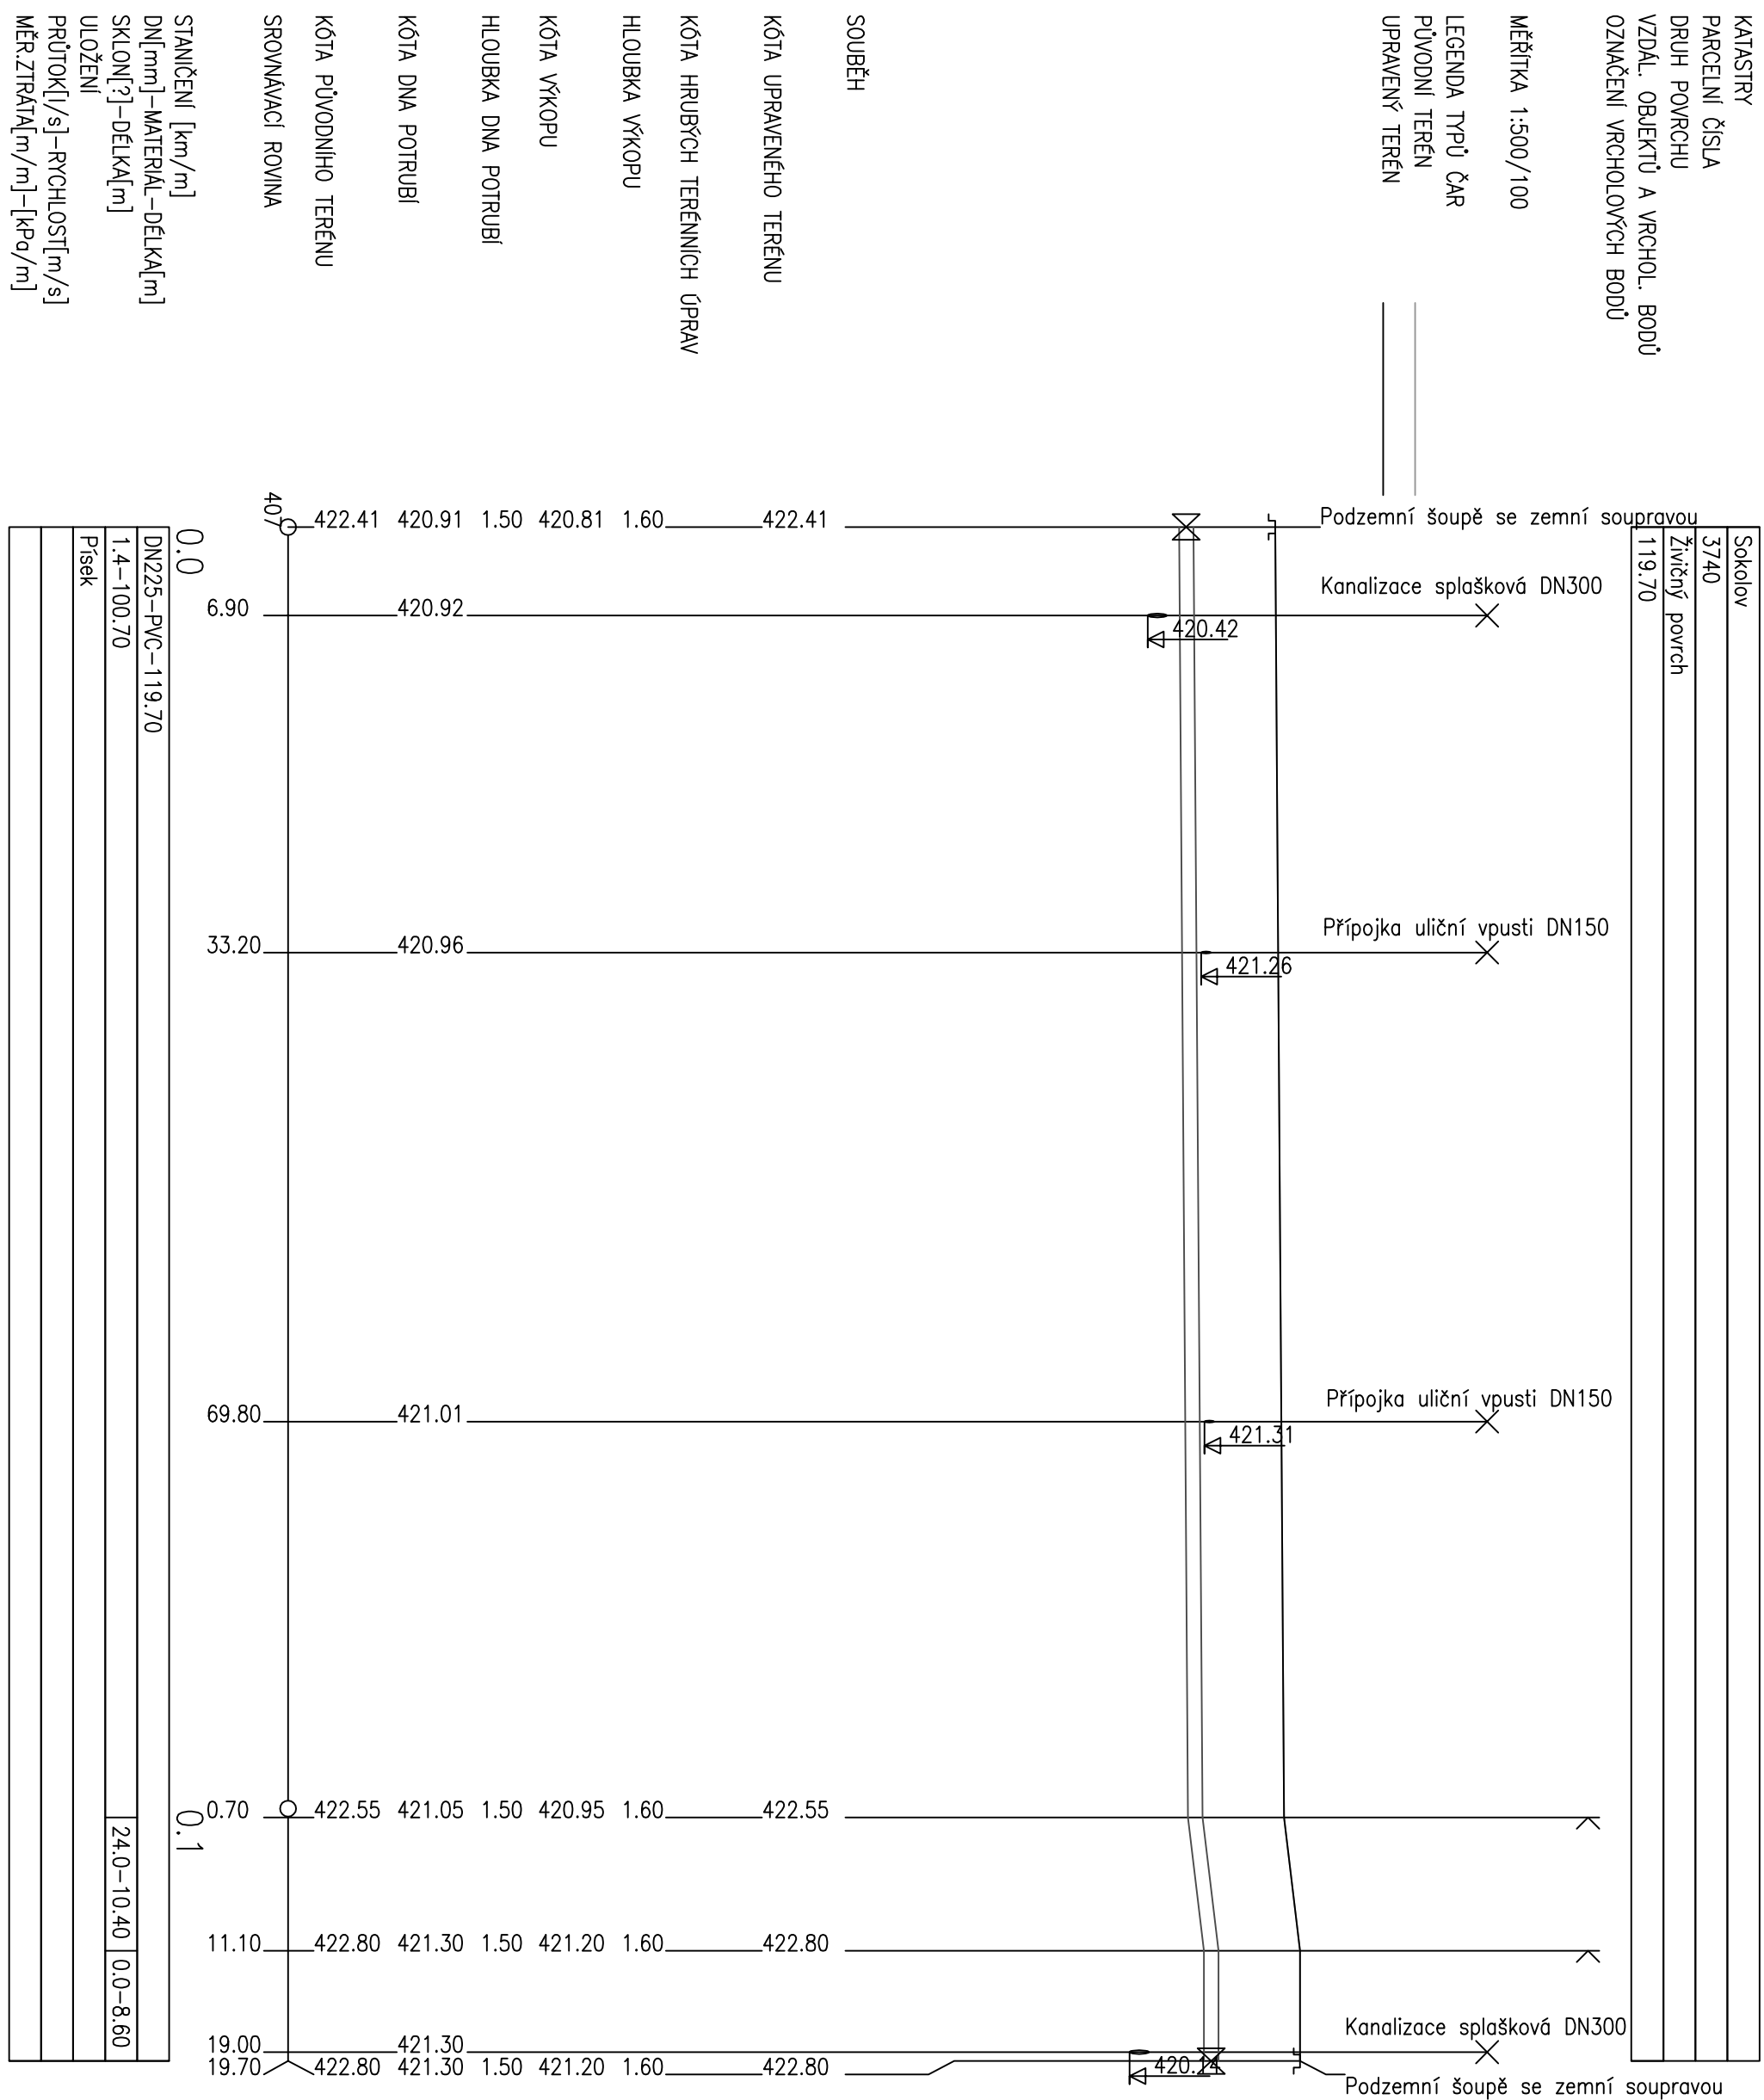 KATASTRY
PARCELNÍ ČÍSLA
DRUH POVRCHU
VZDÁL. OBJEKTŮ A VRCHOL. BODŮ
OZNAČENÍ VRCHOLOVÝCH BODŮ
MĚŘÍTKA 1:500/100
LEGENDA TYPŮ ČAR
PŮVODNÍ TERÉN
UPRAVENÝ TERÉN
SOUBĚH
KÓTA UPRAVENÉHO TERÉNU
KÓTA HRUBÝCH TERÉNNÍCH ÚPRAV
HLOUBKA VÝKOPU
KÓTA VÝKOPU
HLOUBKA DNA POTRUBÍ
KÓTA DNA POTRUBÍ
KÓTA PŮVODNÍHO TERÉNU
SROVNÁVACÍ ROVINA
STANIČENÍ [km/m]
DN[mm]-MATERIÁL-DÉLKA[m]
SKLON[?]-DÉLKA[m]
ULOŽENÍ
PRŮTOK[l/s]-RYCHLOST[m/s]
MĚR.ZTRÁTA[m/m]-[kPa/m]
Sokolov
3740
Živičný povrch
119.70
407
422.41 420.91 1.50 420.81 1.60 422.41
Podzemní šoupě se zemní soupravou
6.90 420.92
Kanalizace splašková DN300
420.42
33.20 420.96
Přípojka uliční vpusti DN150
421.26
69.80 421.01
Přípojka uliční vpusti DN150
421.31
0.70 422.55 421.05 1.50 420.95 1.60 422.55
11.10 422.80 421.30 1.50 421.20 1.60 422.80
19.00 421.30
Kanalizace splašková DN300
19.70 422.80 421.30 1.50 421.20 1.60 422.80
Podzemní šoupě se zemní soupravou
0.0
0.1
DN225-PVC-119.70
1.4-100.70
24.0-10.40
0.0-8.60
Písek